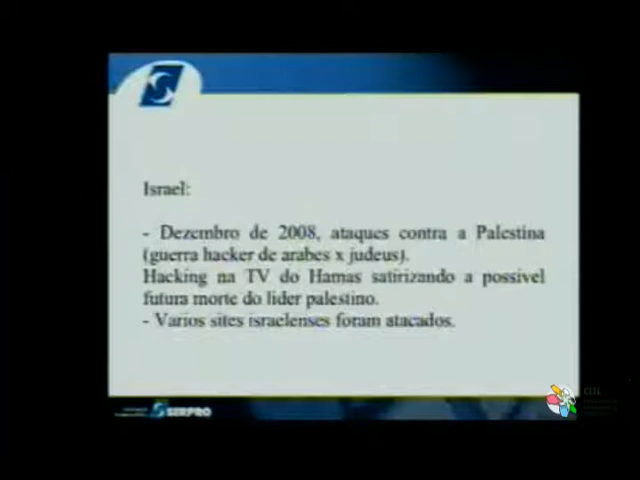 Israel:
- Dezembro de 2008, ataques contra a Palestina
(guerra hacker de arabes x judeus).
Hacking na TV do Hamas satirizando a possivel
futura morte do lider palestino.
- Varios sites israelenses foram atacados.
SERPRO